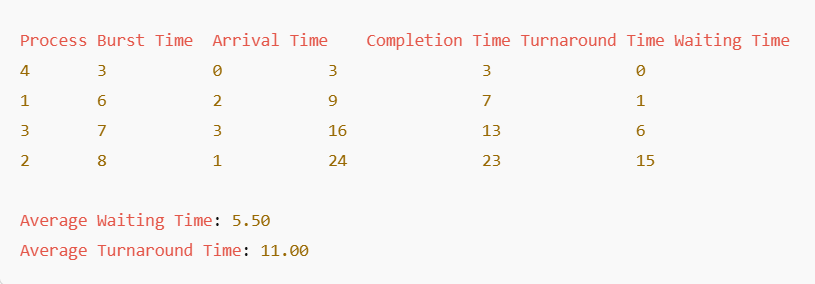 Process Burst Time Arrival Time Completion Time Turnaround Time Waiting Time
4 3 0 3 3 0
1 6 2 9 7 1
3 7 3 16 13 6
2 8 1 24 23 15
Average Waiting Time: 5.50
Average Turnaround Time: 11.00